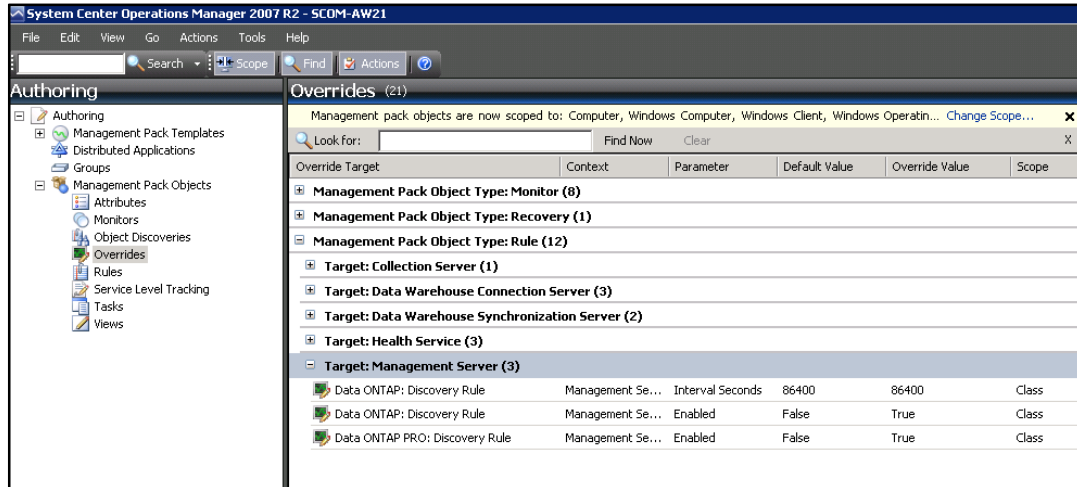 System Center Operations Manager 2007 R2 - SCOM-AW21
File Edit View Go Actions Tools Help
Search Scope Find Actions
Authoring
Authoring
Management Pack Templates
Distributed Applications
Groups
Management Pack Objects
Attributes
Monitors
Object Discoveries
Overrides
Rules
Service Level Tracking
Tasks
Views
Overrides (21)
Management pack objects are now scoped to: Computer, Windows Computer, Windows Client, Windows Operatin... Change Scope... x
Look for: Find Now Clear X
Override Target Context Parameter Default Value Override Value Scope
Management Pack Object Type: Monitor (8)
Management Pack Object Type: Recovery (1)
Management Pack Object Type: Rule (12)
Target: Collection Server (1)
Target: Data Warehouse Connection Server (3)
Target: Data Warehouse Synchronization Server (2)
Target: Health Service (3)
Target: Management Server (3)
Data ONTAP: Discovery Rule Management Se... Interval Seconds 86400 86400 Class
Data ONTAP: Discovery Rule Management Se... Enabled False True Class
Data ONTAP PRO: Discovery Rule Management Se... Enabled False True Class